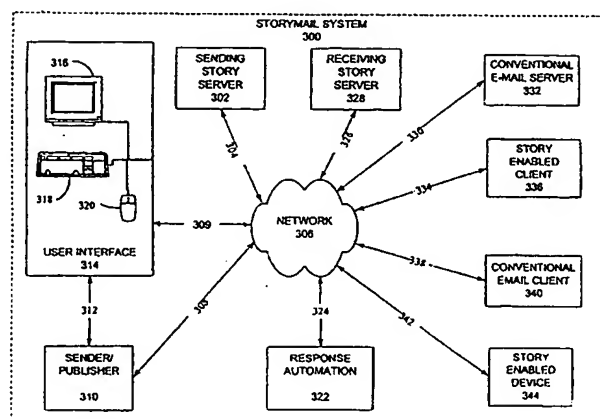 STORYMAIL SYSTEM
300
316
318
320
USER INTERFACE
314
SENDING
STORY
SERVER
302
RECEIVING
STORY
SERVER
328
CONVENTIONAL
E-MAIL SERVER
332
304
326
330
STORY
ENABLED
CLIENT
336
334
309
NETWORK
306
338
CONVENTIONAL
EMAIL CLIENT
340
312
303
324
342
SENDER/
PUBLISHER
310
RESPONSE
AUTOMATION
322
STORY
ENABLED
DEVICE
344